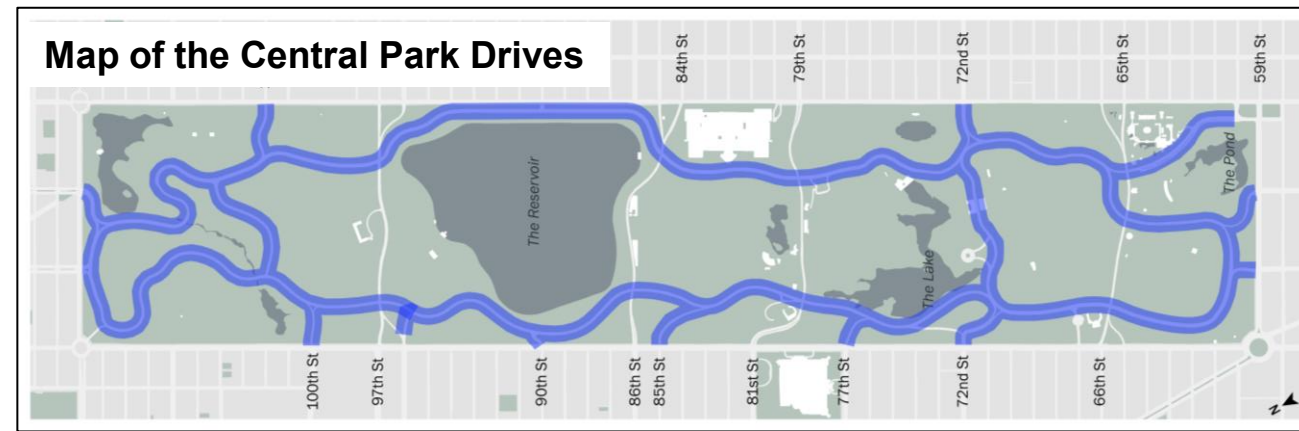 Map of the Central Park Drives
84th St
79th St
72nd St
65th St
59th St
The Reservoir
The Lake
The Pond
100th St
97th St
90th St
86th St
85th St
81st St
77th St
72nd St
66th St
N